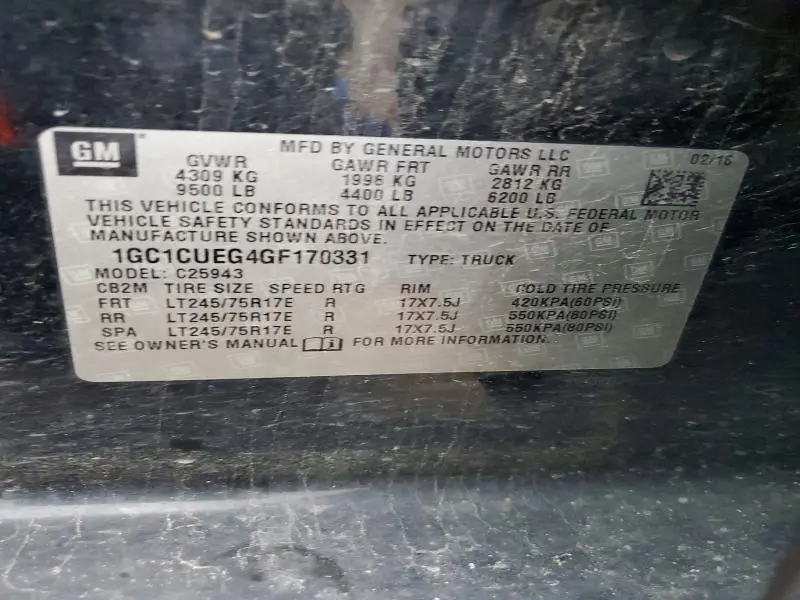 GM
MFD BY GENERAL MOTORS LLC
02/16
GVWR GAWR FRT GAWR RR
4309 KG 1996 KG 2812 KG
9500 LB 4400 LB 6200 LB
THIS VEHICLE CONFORMS TO ALL APPLICABLE U.S. FEDERAL MOTOR
VEHICLE SAFETY STANDARDS IN EFFECT ON THE DATE OF
MANUFACTURE SHOWN ABOVE.
1GC1CUEG4GF170331 TYPE: TRUCK
MODEL: C25943
CB2M TIRE SIZE SPEED RTG RIM COLD TIRE PRESSURE
FRT LT245/75R17E R 17X7.5J 420KPA(60PSI)
RR LT245/75R17E R 17X7.5J 550KPA(80PSI)
SPA LT245/75R17E R 17X7.5J 550KPA(80PSI)
SEE OWNER'S MANUAL FOR MORE INFORMATION.